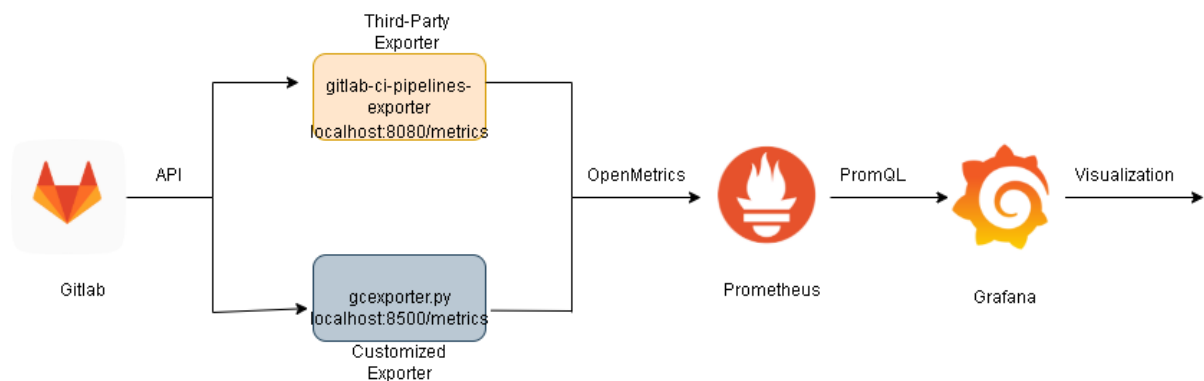 Third-Party
Exporter
gitlab-ci-pipelines-
exporter
localhost:8080/metrics
API
OpenMetrics
PromQL
Visualization
Gitlab
gcexporter.py
localhost:8500/metrics
Customized
Exporter
Prometheus
Grafana